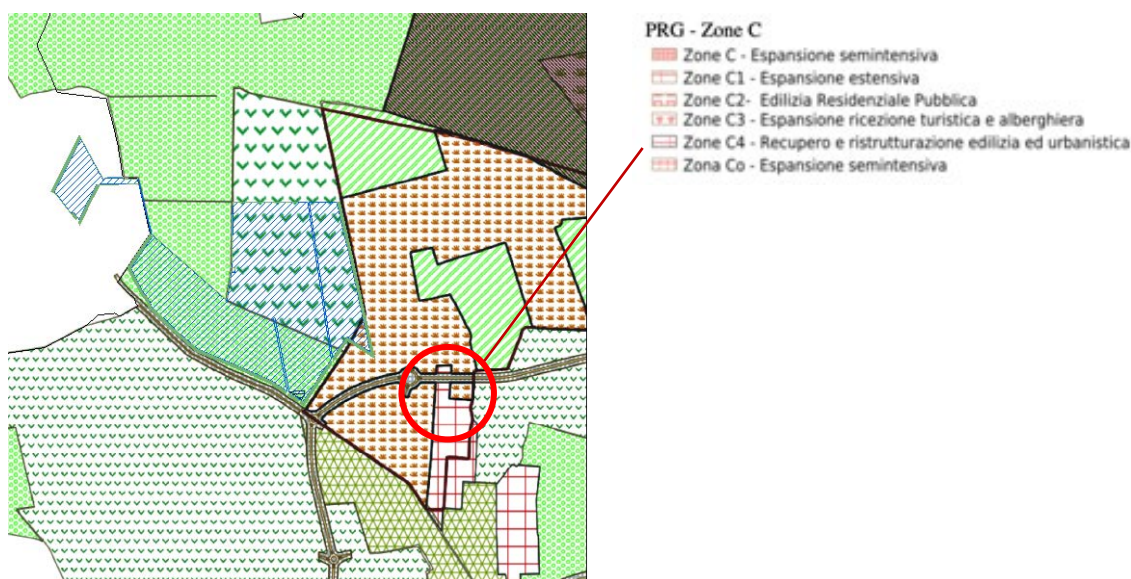 PRG - Zone C
Zone C - Espansione semintensiva
Zone C1 - Espansione estensiva
Zone C2- Edilizia Residenziale Pubblica
Zone C3 - Espansione ricezione turistica e alberghiera
Zone C4 - Recupero e ristrutturazione edilizia ed urbanistica
Zona Co - Espansione semintensiva